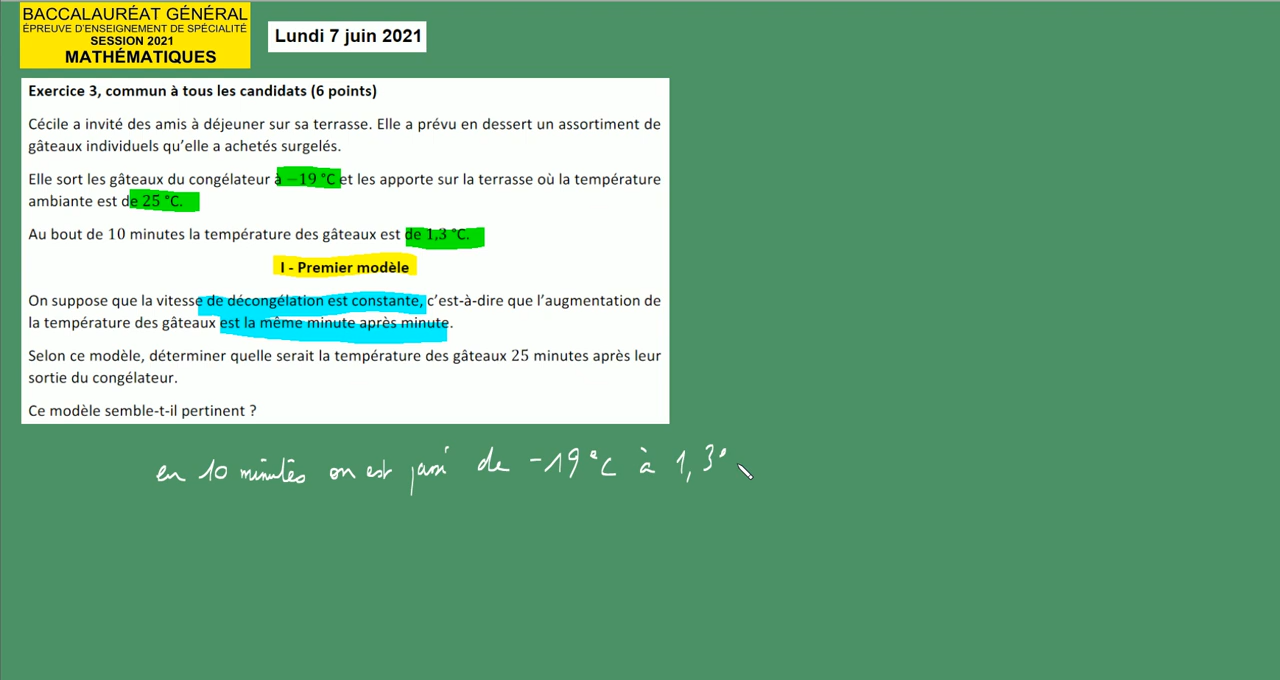 BACCALAURÉAT GÉNÉRAL
ÉPREUVE D'ENSEIGNEMENT DE SPÉCIALITÉ
SESSION 2021
MATHÉMATIQUES
Lundi 7 juin 2021
Exercice 3, commun à tous les candidats (6 points)
Cécile a invité des amis à déjeuner sur sa terrasse. Elle a prévu en dessert un assortiment de
gâteaux individuels qu'elle a achetés surgelés.
Elle sort les gâteaux du congélateur à −19 °C et les apporte sur la terrasse où la température
ambiante est de 25 °C.
Au bout de 10 minutes la température des gâteaux est de 1,3 °C.
I - Premier modèle
On suppose que la vitesse de décongélation est constante, c'est-à-dire que l'augmentation de
la température des gâteaux est la même minute après minute.
Selon ce modèle, déterminer quelle serait la température des gâteaux 25 minutes après leur
sortie du congélateur.
Ce modèle semble-t-il pertinent ?
en 10 minutes on est passé de -19°C à 1,3°